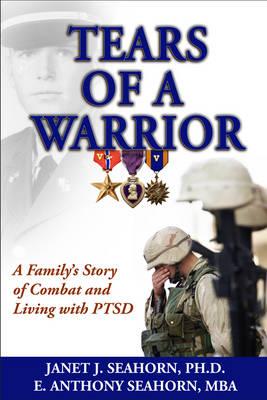 TEARS
OF A
WARRIOR
A Family's Story
of Combat and
Living with PTSD
JANET J. SEAHORN, PH.D.
E. ANTHONY SEAHORN, MBA